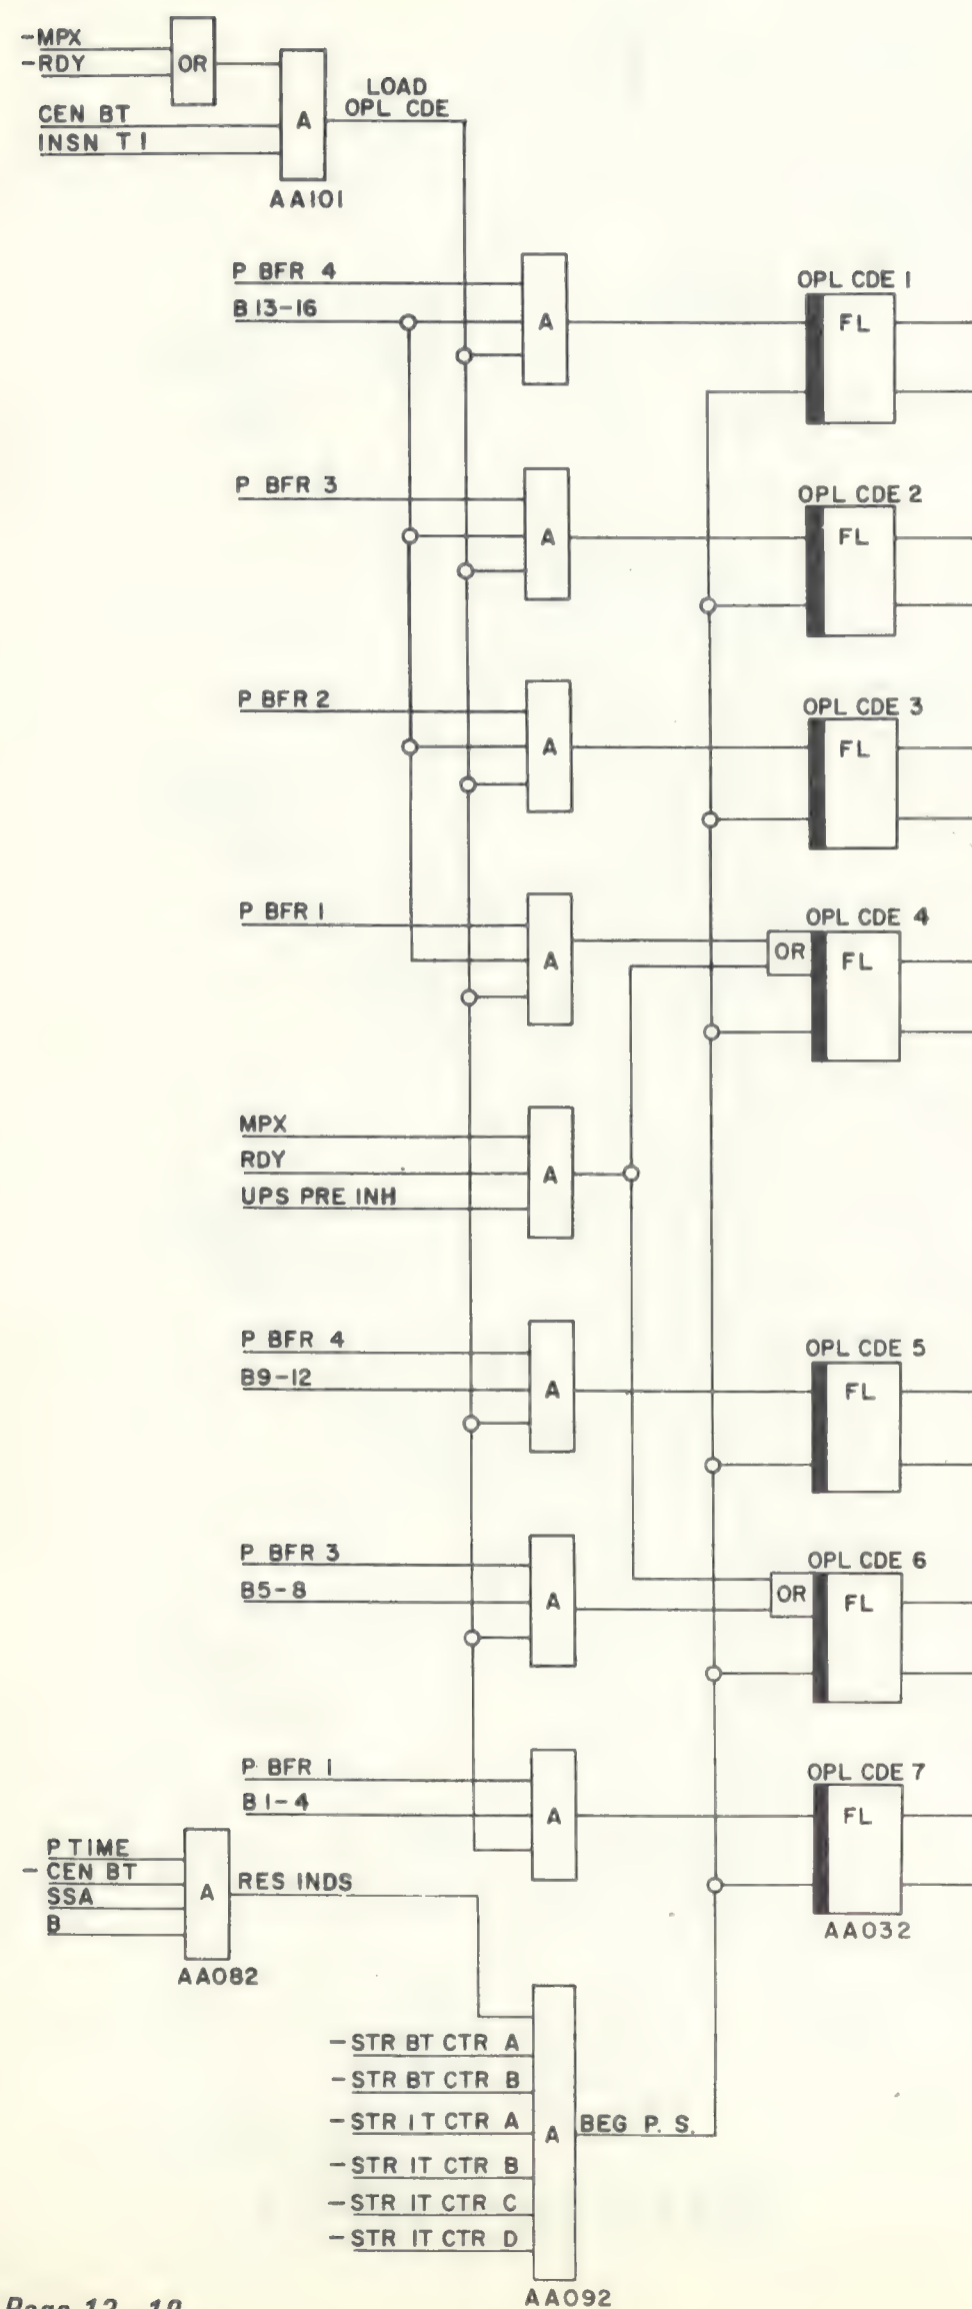 -MPX
-RDY
OR
CEN BT
INSN T1
A
LOAD
OPL CDE
AA101
P BFR 4
B13-16
A
OPL CDE 1
FL
P BFR 3
A
OPL CDE 2
FL
P BFR 2
A
OPL CDE 3
FL
P BFR 1
A
OPL CDE 4
OR
FL
MPX
RDY
UPS PRE INH
A
P BFR 4
B9-12
A
OPL CDE 5
FL
P BFR 3
B5-8
A
OPL CDE 6
OR
FL
P BFR 1
B1-4
A
OPL CDE 7
FL
AA032
P TIME
- CEN BT
SSA
B
A
RES INDS
AA082
-STR BT CTR A
-STR BT CTR B
-STR IT CTR A
-STR IT CTR B
-STR IT CTR C
-STR IT CTR D
A
BEG P. S.
AA092